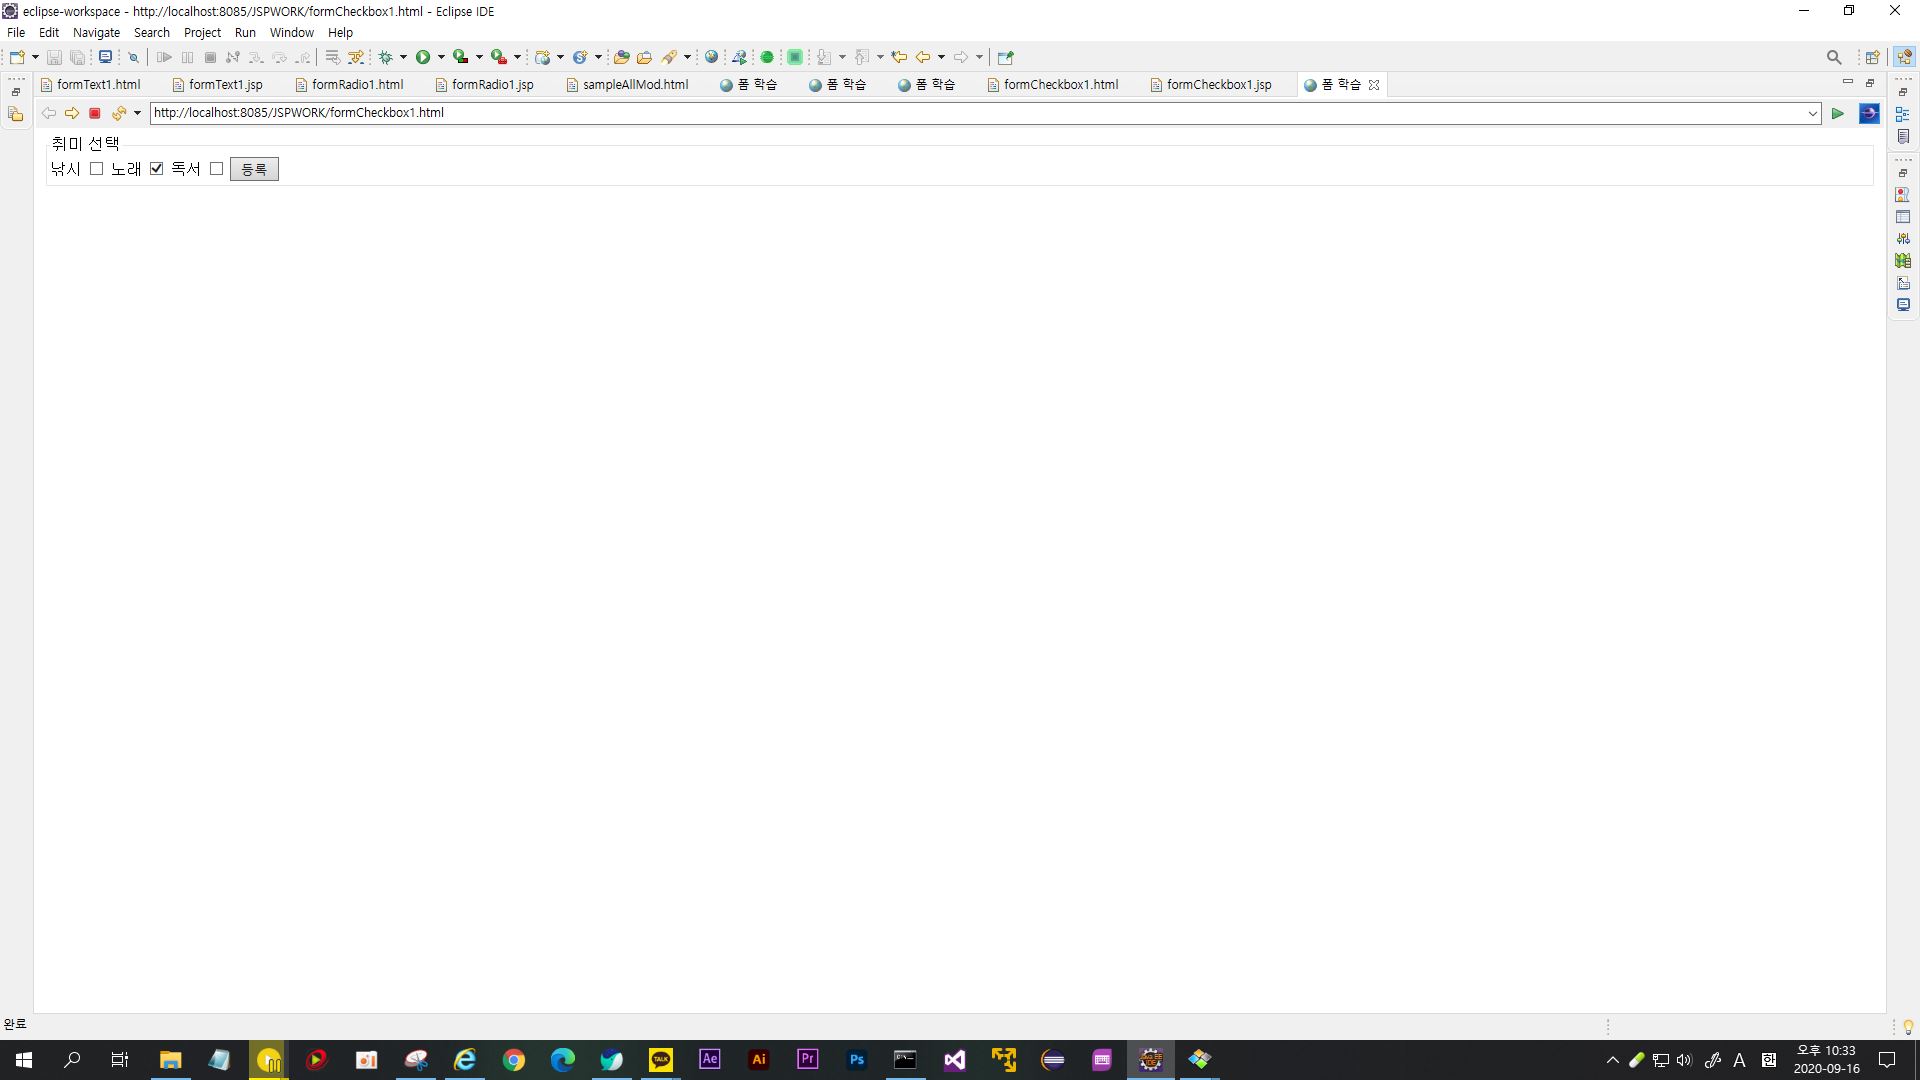 eclipse-workspace - http://localhost:8085/JSPWORK/formCheckbox1.html - Eclipse IDE
File Edit Navigate Search Project Run Window Help
formText1.html formText1.jsp formRadio1.html formRadio1.jsp sampleAllMod.html 폼 학습 폼 학습 폼 학습 formCheckbox1.html formCheckbox1.jsp 폼 학습
http://localhost:8085/JSPWORK/formCheckbox1.html
취미 선택
낚시 노래 독서 등록
완료
TALK Ae Ai Pr Ps A 한
오후 10:33
2020-09-16